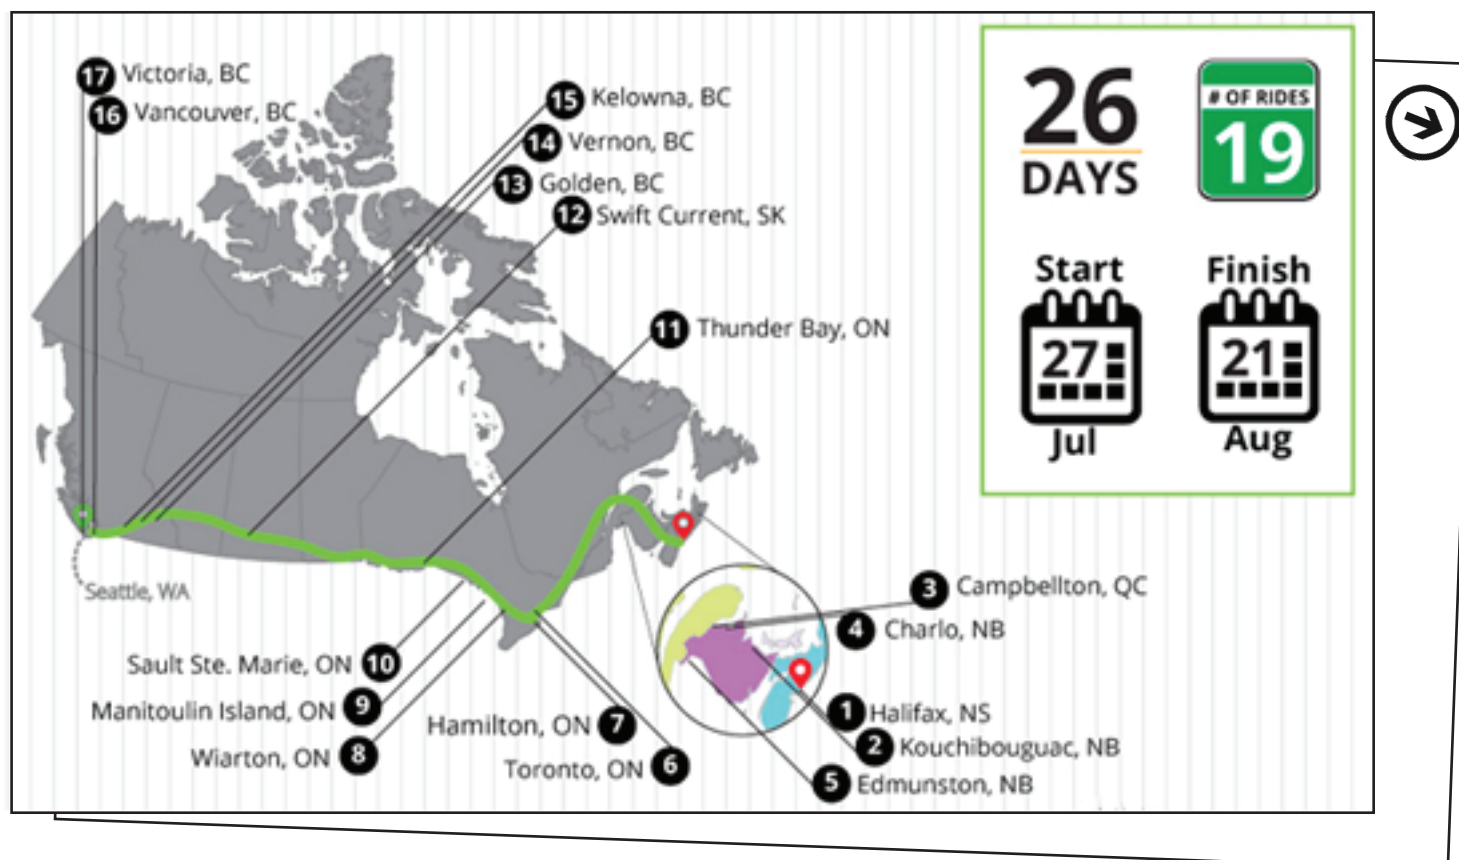 17 Victoria, BC
16 Vancouver, BC
15 Kelowna, BC
14 Vernon, BC
13 Golden, BC
12 Swift Current, SK
11 Thunder Bay, ON
Seattle, WA
Sault Ste. Marie, ON 10
Manitoulin Island, ON 9
Wiarton, ON 8
Hamilton, ON 7
Toronto, ON 6
3 Campbellton, QC
4 Charlo, NB
1 Halifax, NS
2 Kouchibouguac, NB
5 Edmunston, NB
26
DAYS
# OF RIDES
19
Start
27
Jul
Finish
21
Aug